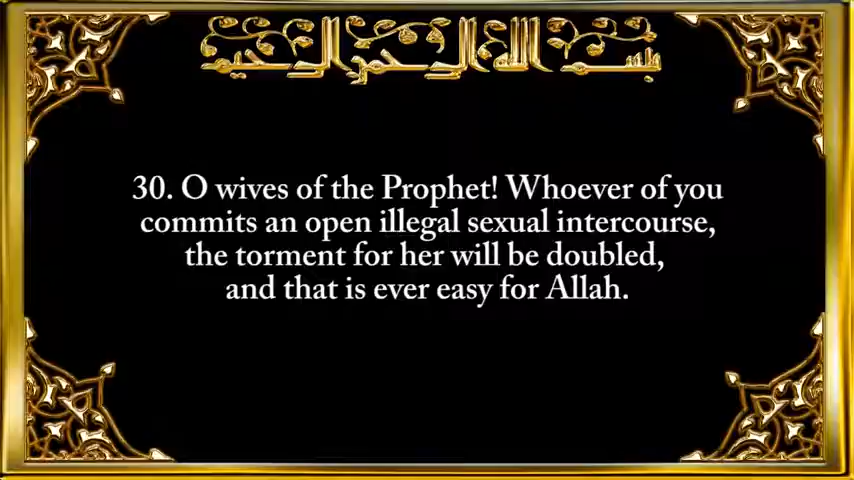 بسم الله الرحمن الرحيم
30. O wives of the Prophet! Whoever of you
commits an open illegal sexual intercourse,
the torment for her will be doubled,
and that is ever easy for Allah.